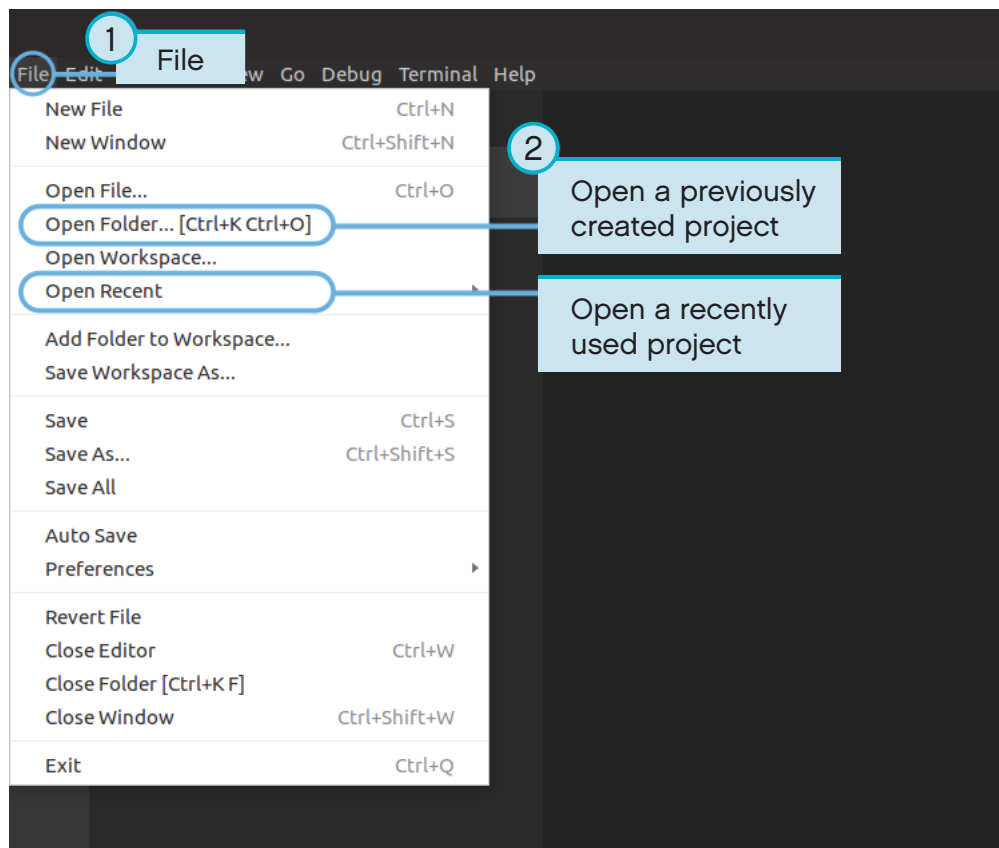 1
File
File Edit ew Go Debug Terminal Help
New File Ctrl+N
New Window Ctrl+Shift+N
2
Open a previously
created project
Open File... Ctrl+O
Open Folder... [Ctrl+K Ctrl+O]
Open Workspace...
Open Recent
Open a recently
used project
Add Folder to Workspace...
Save Workspace As...
Save Ctrl+S
Save As... Ctrl+Shift+S
Save All
Auto Save
Preferences
Revert File
Close Editor Ctrl+W
Close Folder [Ctrl+K F]
Close Window Ctrl+Shift+W
Exit Ctrl+Q